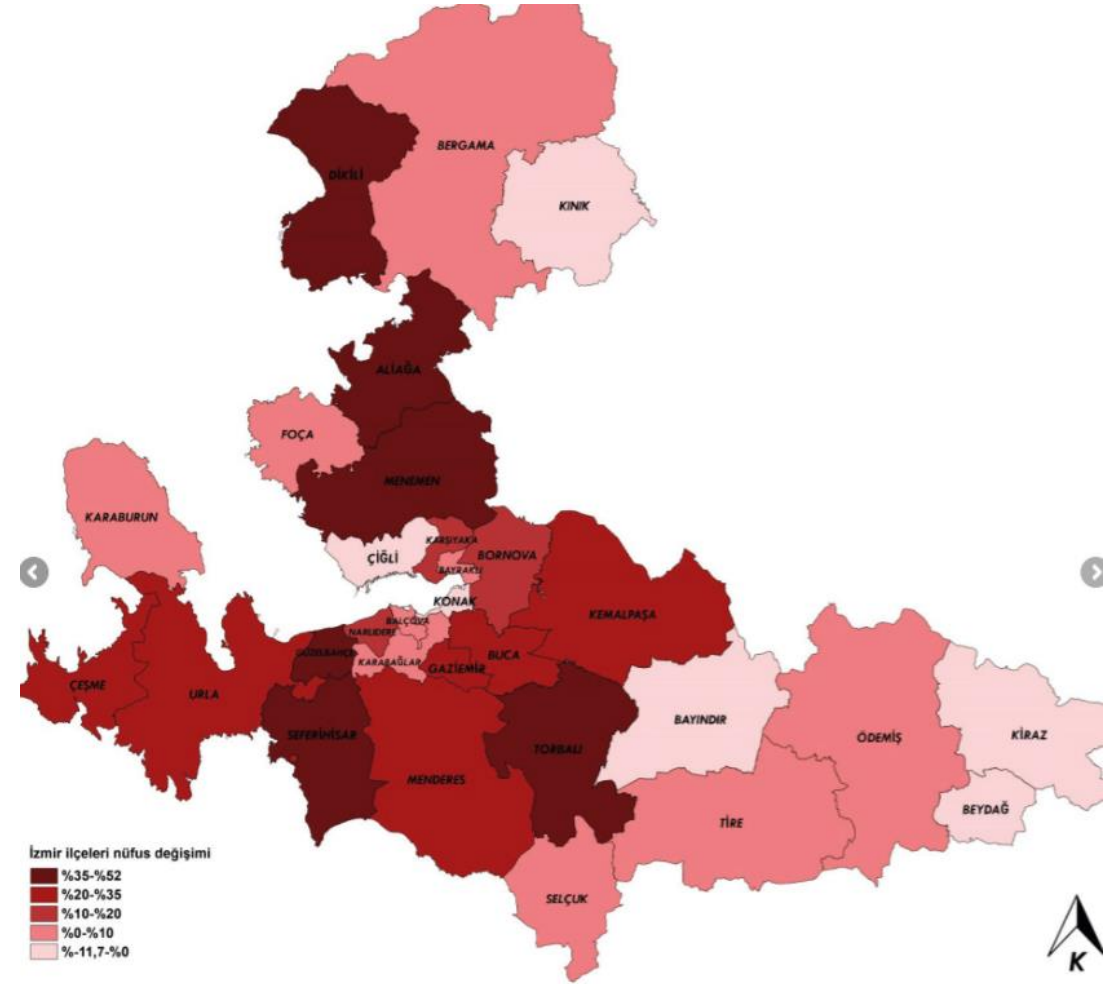 BERGAMA
DİKİLİ
KINIK
ALİAĞA
FOÇA
MENEMEN
KARABURUN
KARŞIYAKA
ÇİĞLİ
BORNOVA
BAYRAKLI
KONAK
KEMALPAŞA
BALÇOVA
NARLIDERE
GÜZELBAHÇE
BUCA
KARABAĞLAR
GAZİEMİR
ÇEŞME
URLA
BAYINDIR
SEFERİHİSAR
KİRAZ
ÖDEMİŞ
TORBALI
MENDERES
BEYDAĞ
TİRE
SELÇUK
İzmir ilçeleri nüfus değişimi
%35-%52
%20-%35
%10-%20
%0-%10
%-11,7-%0
K